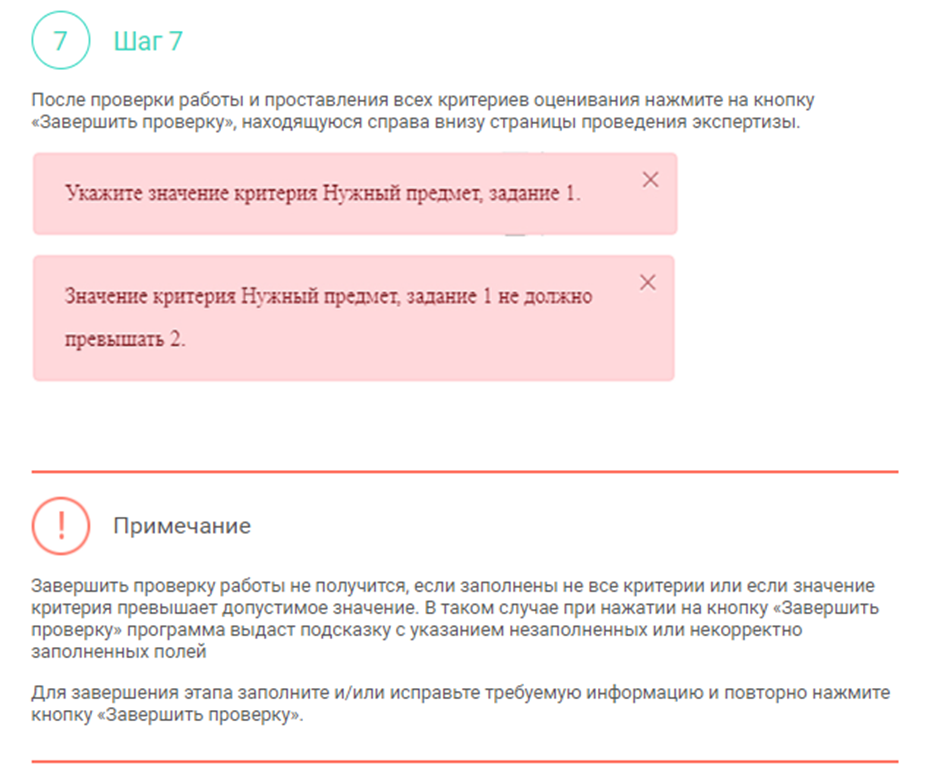 7 Шаг 7
После проверки работы и проставления всех критериев оценивания нажмите на кнопку
«Завершить проверку», находящуюся справа внизу страницы проведения экспертизы.
Укажите значение критерия Нужный предмет, задание 1.
Значение критерия Нужный предмет, задание 1 не должно
превышать 2.
! Примечание
Завершить проверку работы не получится, если заполнены не все критерии или если значение
критерия превышает допустимое значение. В таком случае при нажатии на кнопку «Завершить
проверку» программа выдаст подсказку с указанием незаполненных или некорректно
заполненных полей
Для завершения этапа заполните и/или исправьте требуемую информацию и повторно нажмите
кнопку «Завершить проверку».